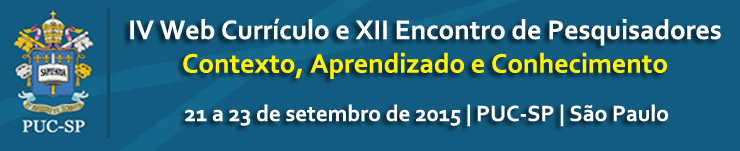 IV Web Currículo e XII Encontro de Pesquisadores
Contexto, Aprendizado e Conhecimento
21 a 23 de setembro de 2015 | PUC-SP | São Paulo
SAPIENTIA
PUC-SP